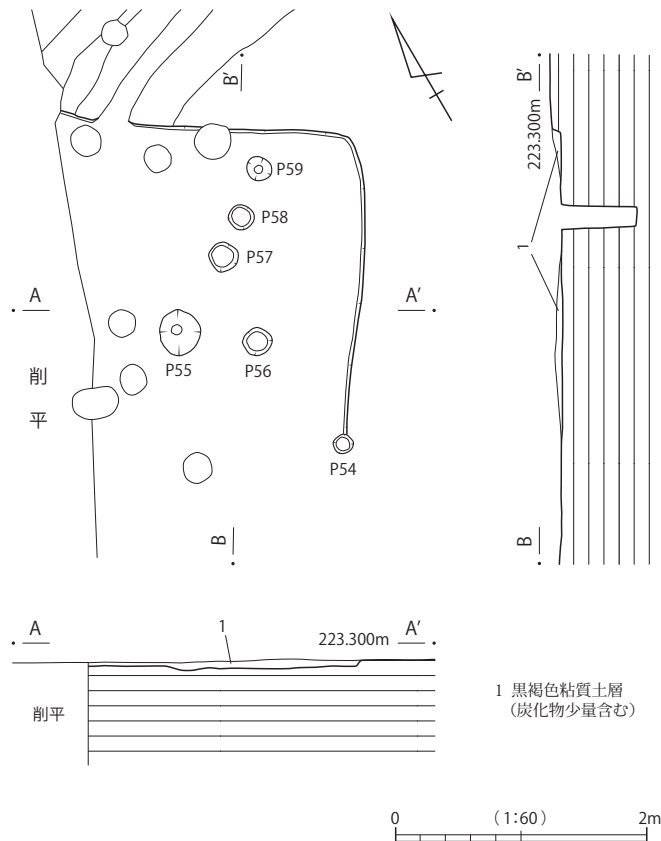 B'
B'
223.300m
P59
P58
P57
1
A
A'
削平
P55
P56
P54
B
B
A
1
223.300m
A'
削平
1 黒褐色粘質土層
（炭化物少量含む）
0
（1:60）
2m